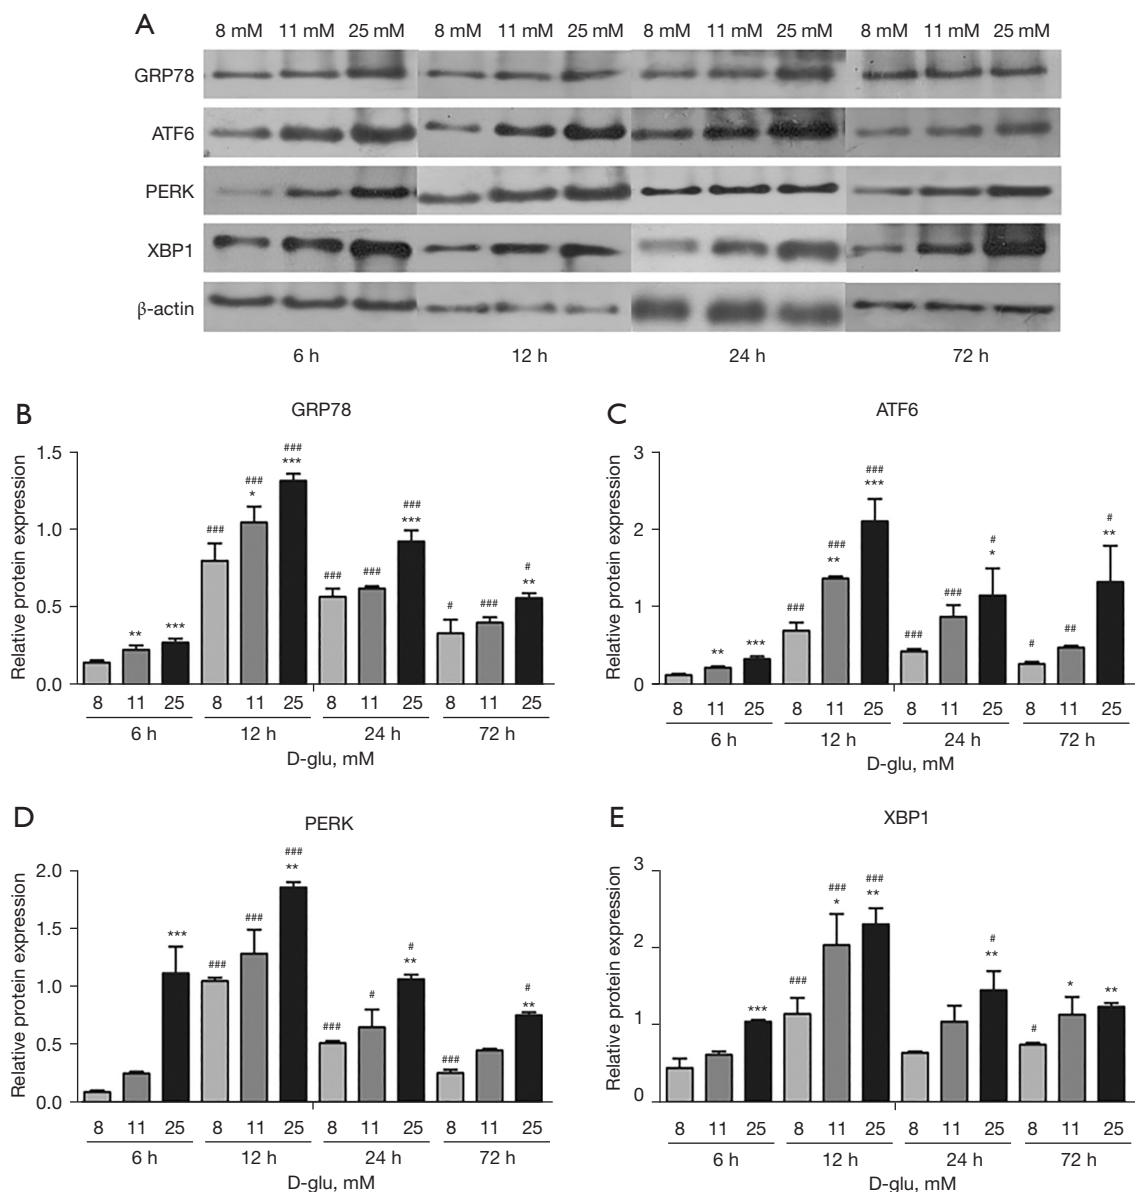 A
8 mM 11 mM 25 mM 8 mM 11 mM 25 mM 8 mM 11 mM 25 mM 8 mM 11 mM 25 mM
GRP78
ATF6
PERK
XBP1
β-actin
6 h 12 h 24 h 72 h
B
GRP78
Relative protein expression
1.5
1.0
0.5
0.0
** ***
### ### * ### ***
### ### ### ***
# ### # **
8 11 25 8 11 25 8 11 25 8 11 25
6 h 12 h 24 h 72 h
D-glu, mM
C
ATF6
Relative protein expression
3
2
1
0
** ***
### ### ** ### ***
### ### # *
# ## # **
8 11 25 8 11 25 8 11 25 8 11 25
6 h 12 h 24 h 72 h
D-glu, mM
D
PERK
Relative protein expression
2.0
1.5
1.0
0.5
0.0
***
### ### ### **
### # # **
### # **
8 11 25 8 11 25 8 11 25 8 11 25
6 h 12 h 24 h 72 h
D-glu, mM
E
XBP1
Relative protein expression
3
2
1
0
***
### ### * ### **
# **
# * **
8 11 25 8 11 25 8 11 25 8 11 25
6 h 12 h 24 h 72 h
D-glu, mM